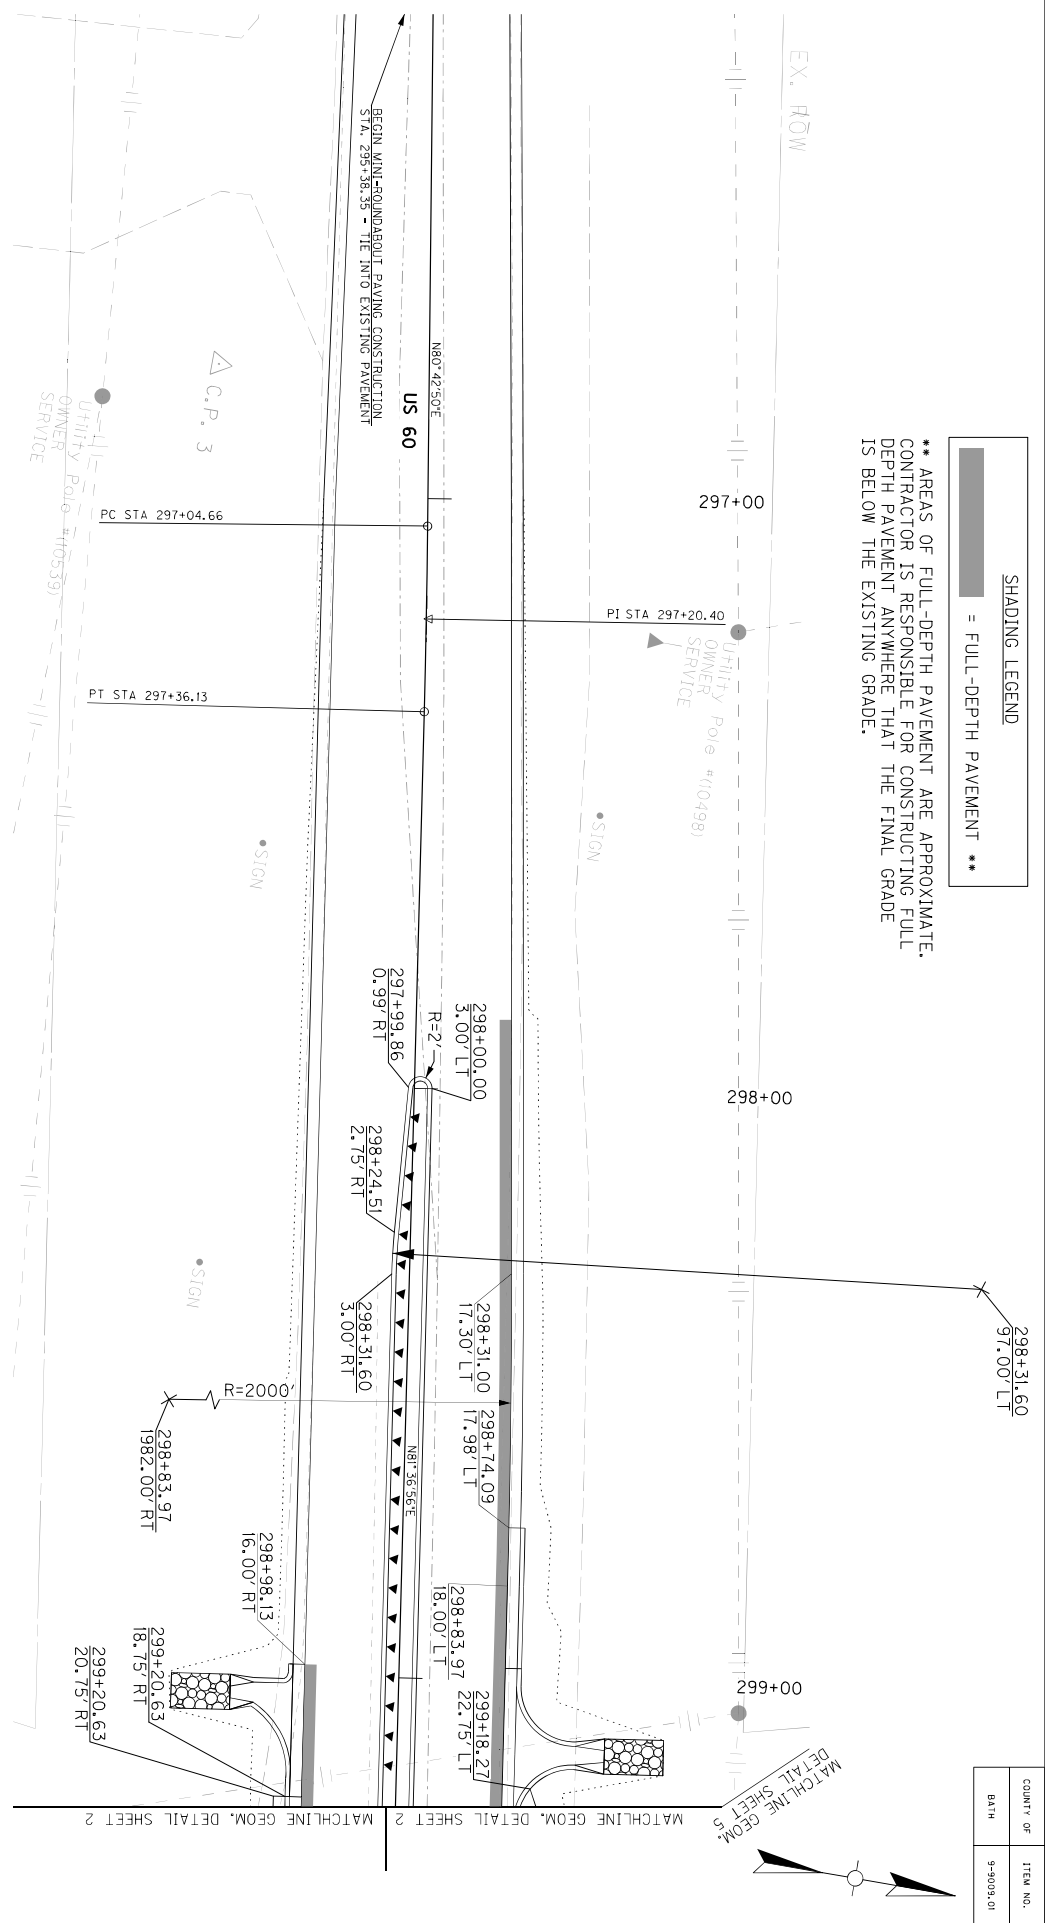 COUNTY OF
ITEM NO.
BATH
9-9009.01
SHADING LEGEND
= FULL-DEPTH PAVEMENT **
** AREAS OF FULL-DEPTH PAVEMENT ARE APPROXIMATE.
CONTRACTOR IS RESPONSIBLE FOR CONSTRUCTING FULL
DEPTH PAVEMENT ANYWHERE THAT THE FINAL GRADE
IS BELOW THE EXISTING GRADE.
EX. ROW
297+00
298+00
299+00
BEGIN MINI-ROUNDABOUT PAVING CONSTRUCTION
STA. 295+38.35 - TIE INTO EXISTING PAVEMENT
N80°42'50"E
US 60
C.P. 3
Utility Pole #(10539)
OWNER
SERVICE
PC STA 297+04.66
PI STA 297+20.40
PT STA 297+36.13
Utility Pole #(10498)
OWNER
SERVICE
SIGN
SIGN
SIGN
298+00.00
3.00' LT
R=2'
297+99.86
0.99' RT
298+24.51
2.75' RT
298+31.60
3.00' RT
298+31.00
17.30' LT
298+31.60
97.00' LT
298+74.09
17.98' LT
R=2000'
298+83.97
1982.00' RT
N81°36'56"E
298+98.13
16.00' RT
298+83.97
18.00' LT
299+18.27
22.75' LT
299+20.63
18.75' RT
299+20.63
20.75' RT
MATCHLINE GEOM. DETAIL SHEET 2
MATCHLINE GEOM. DETAIL SHEET 2
MATCHLINE GEOM.
DETAIL SHEET 5